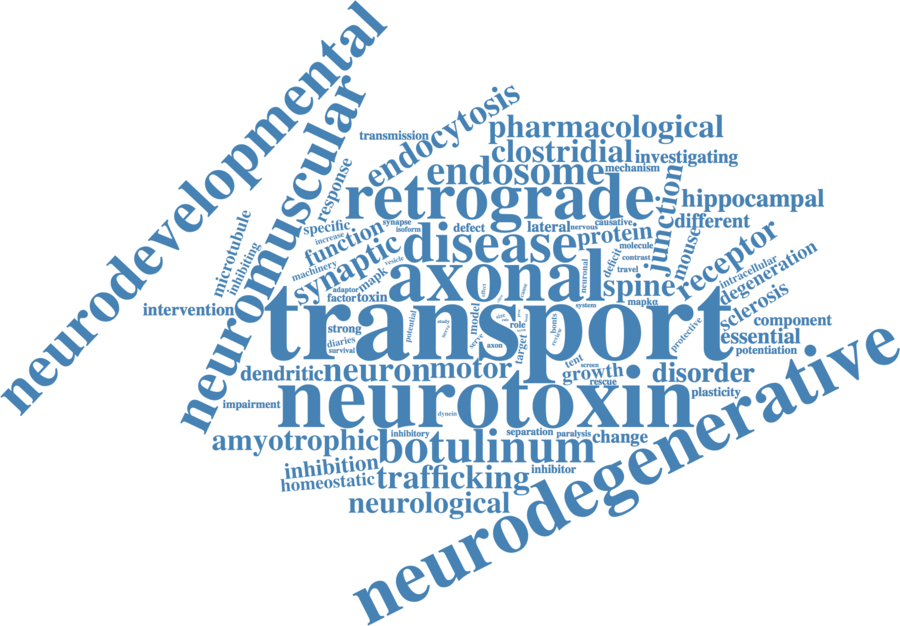 neurodevelopmental
neuromuscular
transmission
endocytosis
pharmacological
clostridial
investigating
endosome
mechanism
response
retrograde
junction
hippocampal
different
microtubule
inhibiting
specific
increase
function
synapse
isoform
defect
lateral
nervous
causative
protein
molecule
mouse
receptor
machinery
synaptic
vesicle
disease
neuronal
deficit
contrast
travel
intracellular
degeneration
adaptor
mapk
axonal
effect
spine
mapkα
intervention
factor
toxin
system
sclerosis
component
transport
strong
diaries
survival
potential
model
role
axon
target
bonts
review
protective
essential
potentiation
dendritic
neuron
motor
tent
screen
growth
rescue
disorder
plasticity
impairment
neurotoxin
dynein
amyotrophic
inhibitory
botulinum
separation
paralysis
change
inhibition
homeostatic
trafficking
inhibitor
neurological
neurodegenerative